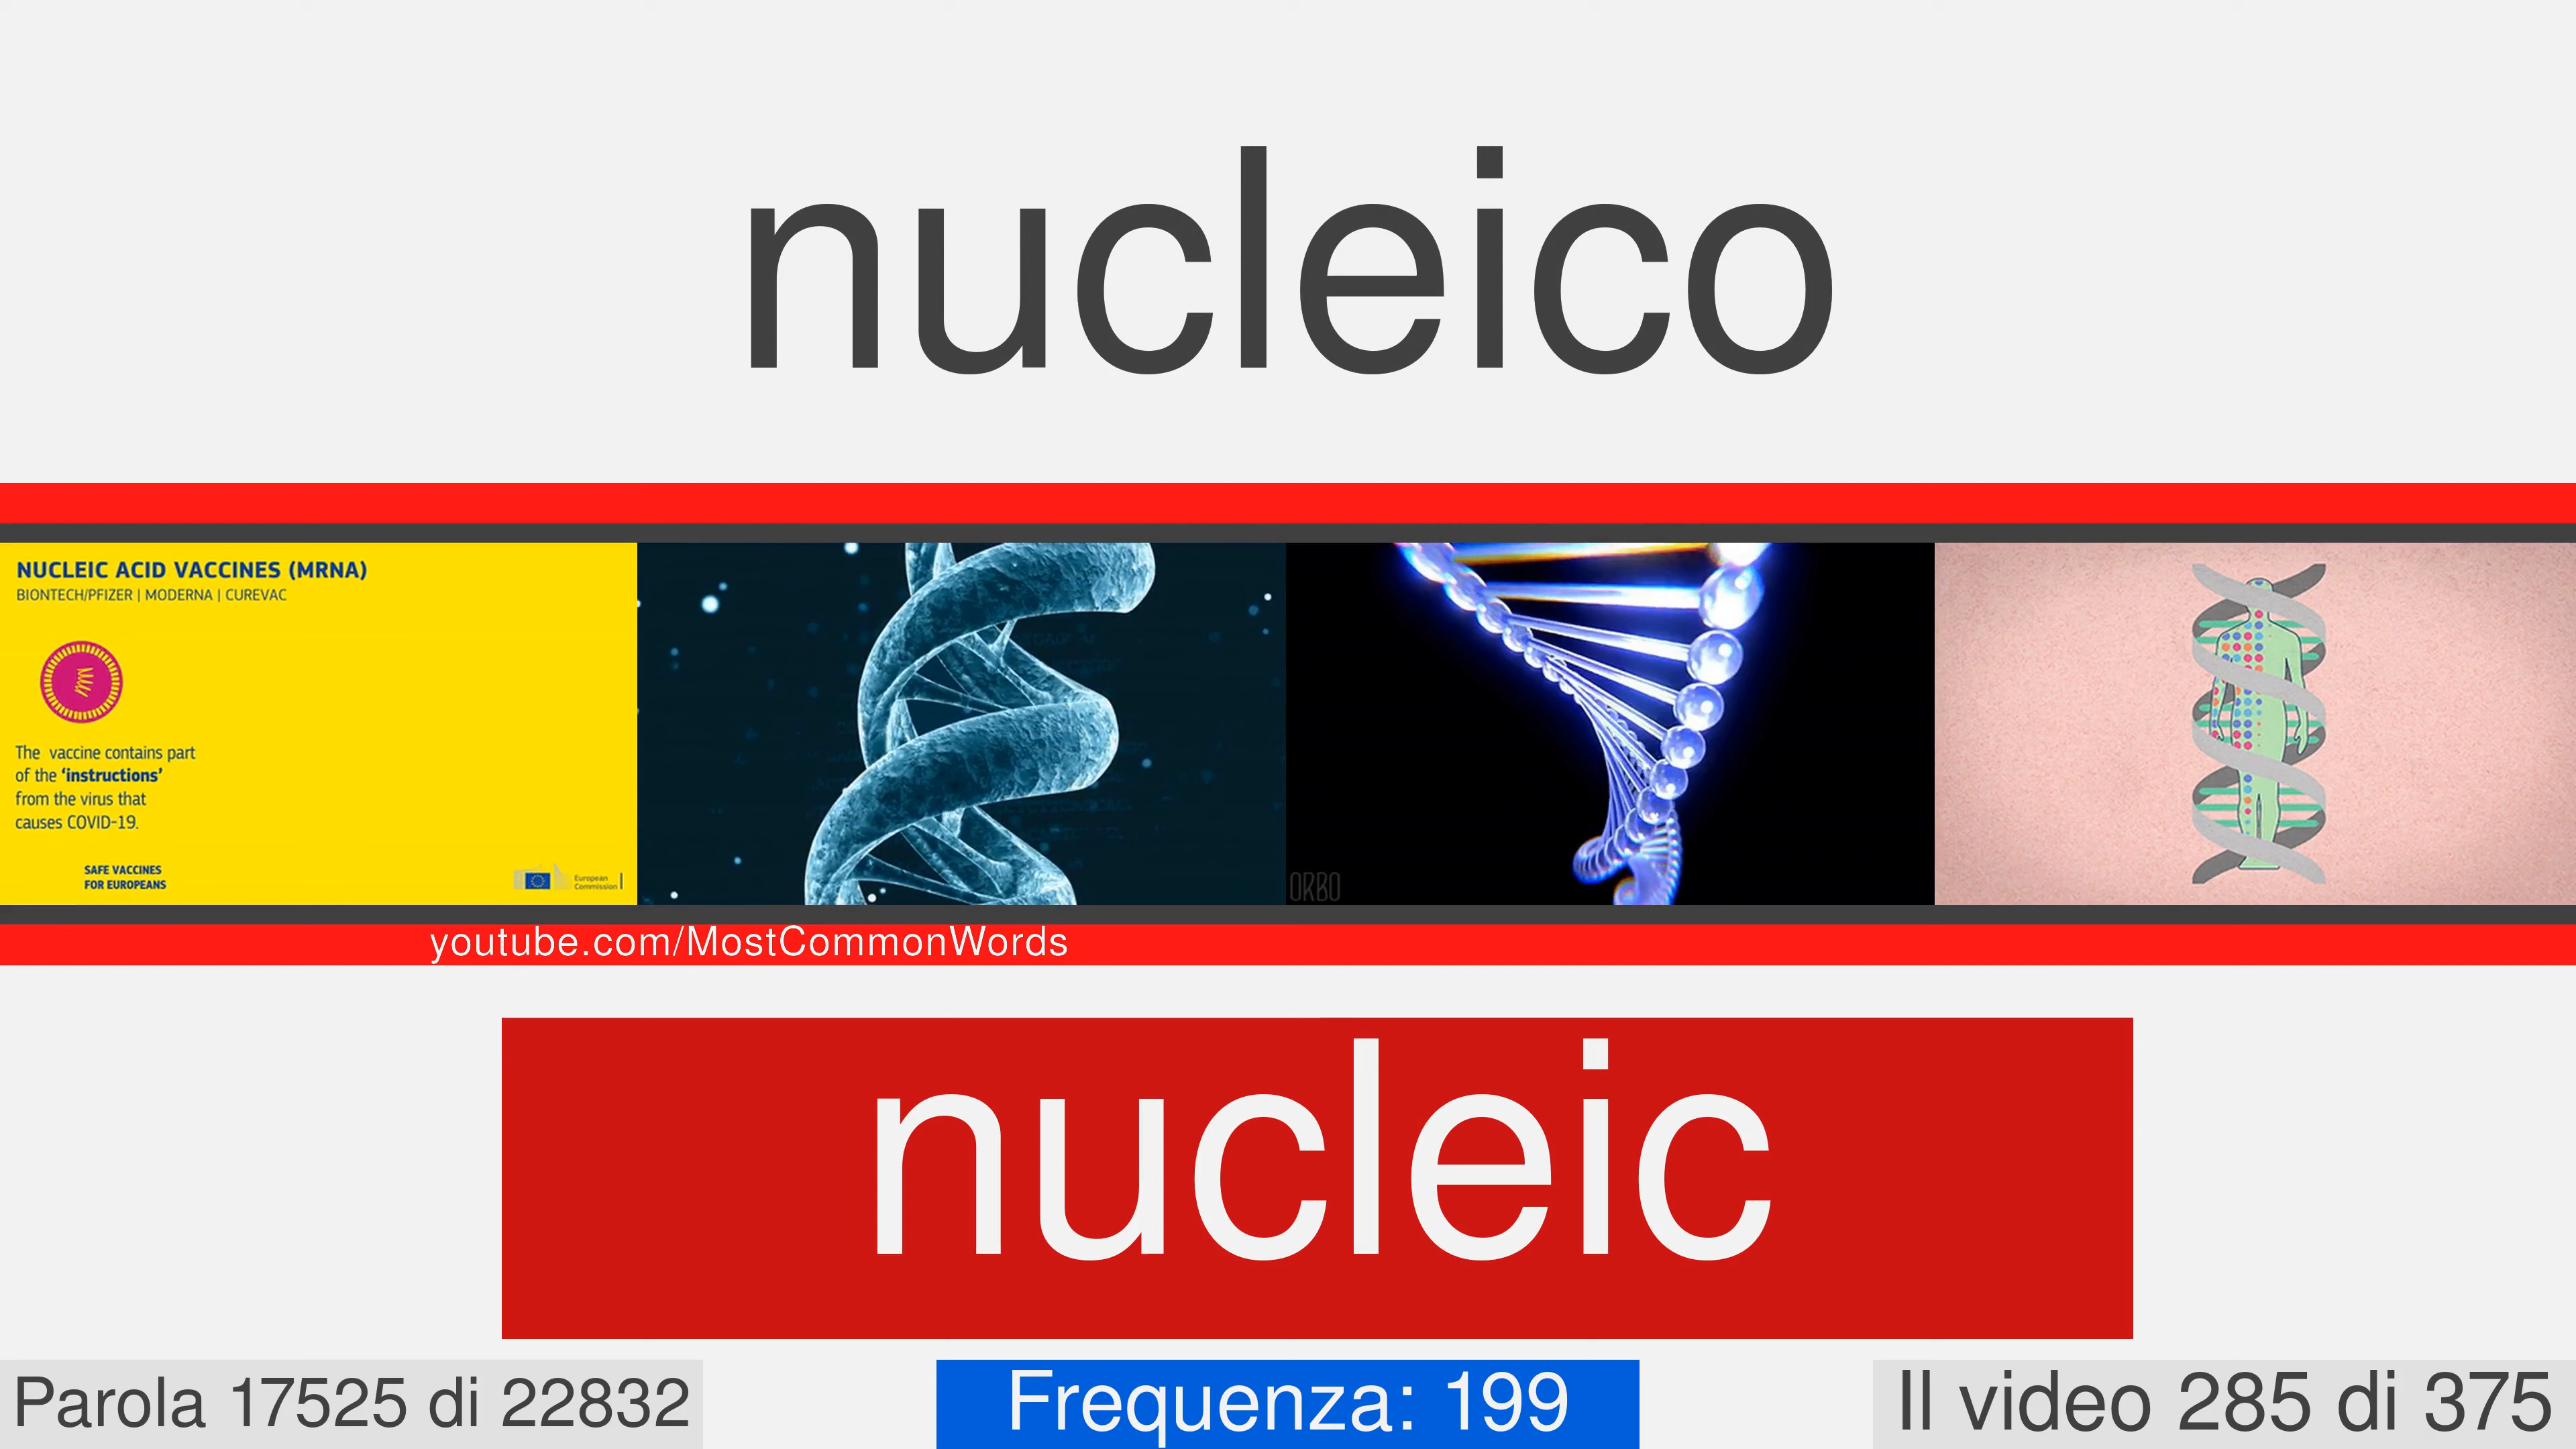 nucleico
NUCLEIC ACID VACCINES (MRNA)
BIONTECH/PFIZER | MODERNA | CUREVAC
The vaccine contains part
of the 'instructions'
from the virus that
causes COVID-19.
SAFE VACCINES
FOR EUROPEANS
European
Commission
ORBO
youtube.com/MostCommonWords
nucleic
Parola 17525 di 22832
Frequenza: 199
Il video 285 di 375